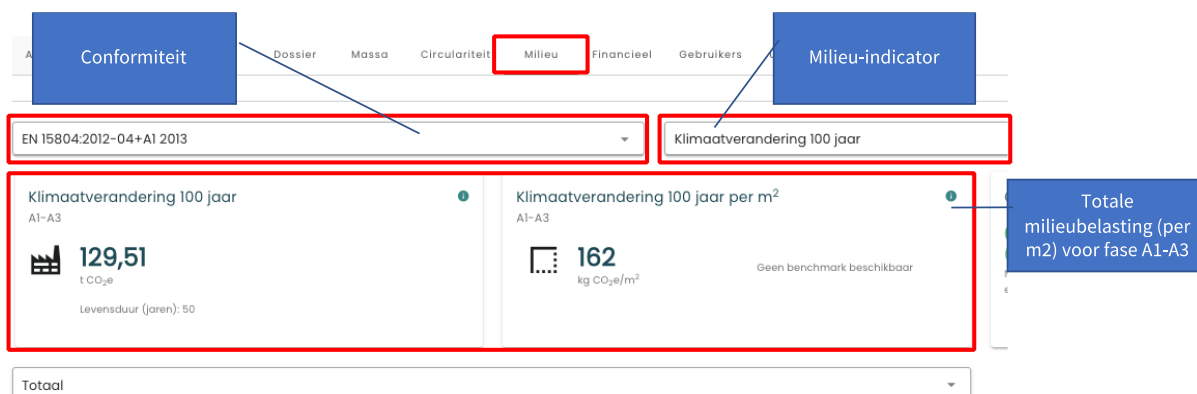 Conformiteit
Dossier Massa Circulariteit Milieu Financieel Gebruikers
Milieu-indicator
EN 15804:2012-04+A1 2013
Klimaatverandering 100 jaar
Klimaatverandering 100 jaar
A1-A3
129,51
t CO₂e
Levensduur (jaren): 50
Klimaatverandering 100 jaar per m²
A1-A3
162
kg CO₂e/m²
Geen benchmark beschikbaar
Totale
milieubelasting (per
m2) voor fase A1-A3
Totaal